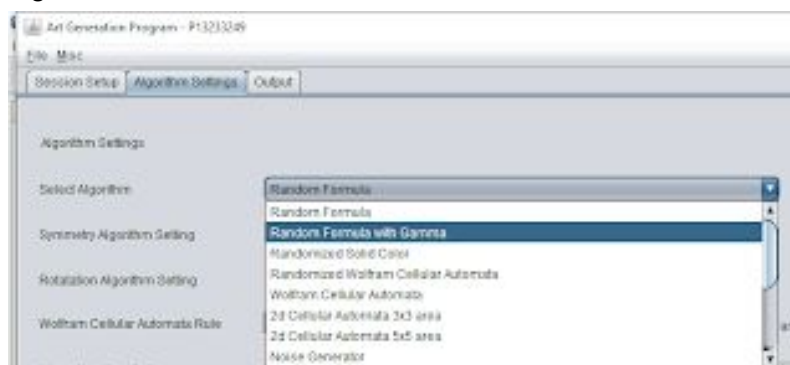 Art Generation Program - P13233249
File Misc
Session Setup Algorithm Settings Output
Algorithm Settings
Select Algorithm Random Formula
Random Formula
Symmetry Algorithm Setting Random Formula with Gamma
Randomized Solid Color
Rotatation Algorithm Setting Randomized Wolfram Cellular Automata
Wolfram Cellular Automata
Wolfram Cellular Automata Rule 2d Cellular Automata 3x3 area
2d Cellular Automata 5x5 area
Noise Generator